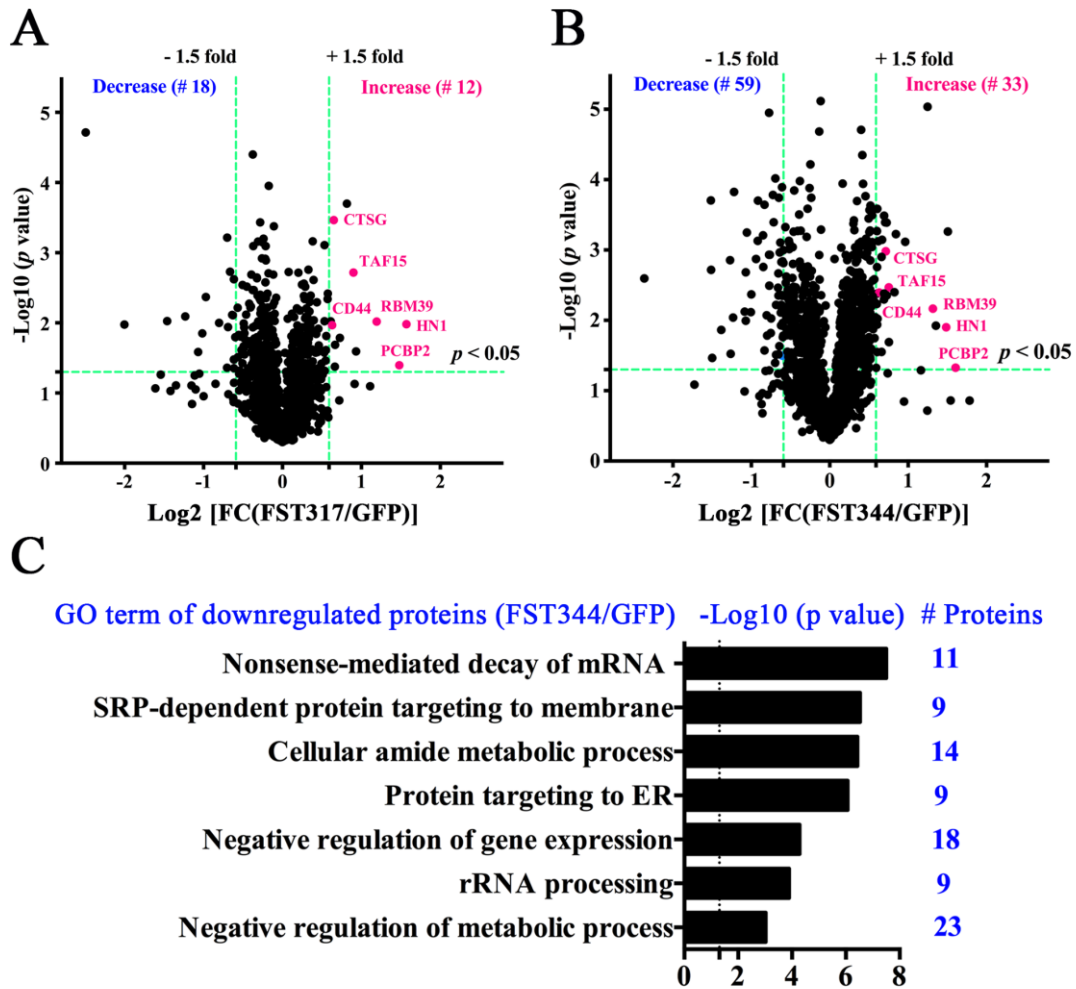 A
- 1.5 fold
+ 1.5 fold
Decrease (# 18)
Increase (# 12)
5
4
3
2
1
0
-Log10 (p value)
CTSG
TAF15
CD44
RBM39
HN1
PCBP2
p < 0.05
-2
-1
0
1
2
Log2 [FC(FST317/GFP)]
B
- 1.5 fold
+ 1.5 fold
Decrease (# 59)
Increase (# 33)
5
4
3
2
1
0
-Log10 (p value)
CTSG
TAF15
CD44
RBM39
HN1
PCBP2
p < 0.05
-2
-1
0
1
2
Log2 [FC(FST344/GFP)]
C
GO term of downregulated proteins (FST344/GFP) -Log10 (p value) # Proteins
Nonsense-mediated decay of mRNA 11
SRP-dependent protein targeting to membrane 9
Cellular amide metabolic process 14
Protein targeting to ER 9
Negative regulation of gene expression 18
rRNA processing 9
Negative regulation of metabolic process 23
0 2 4 6 8